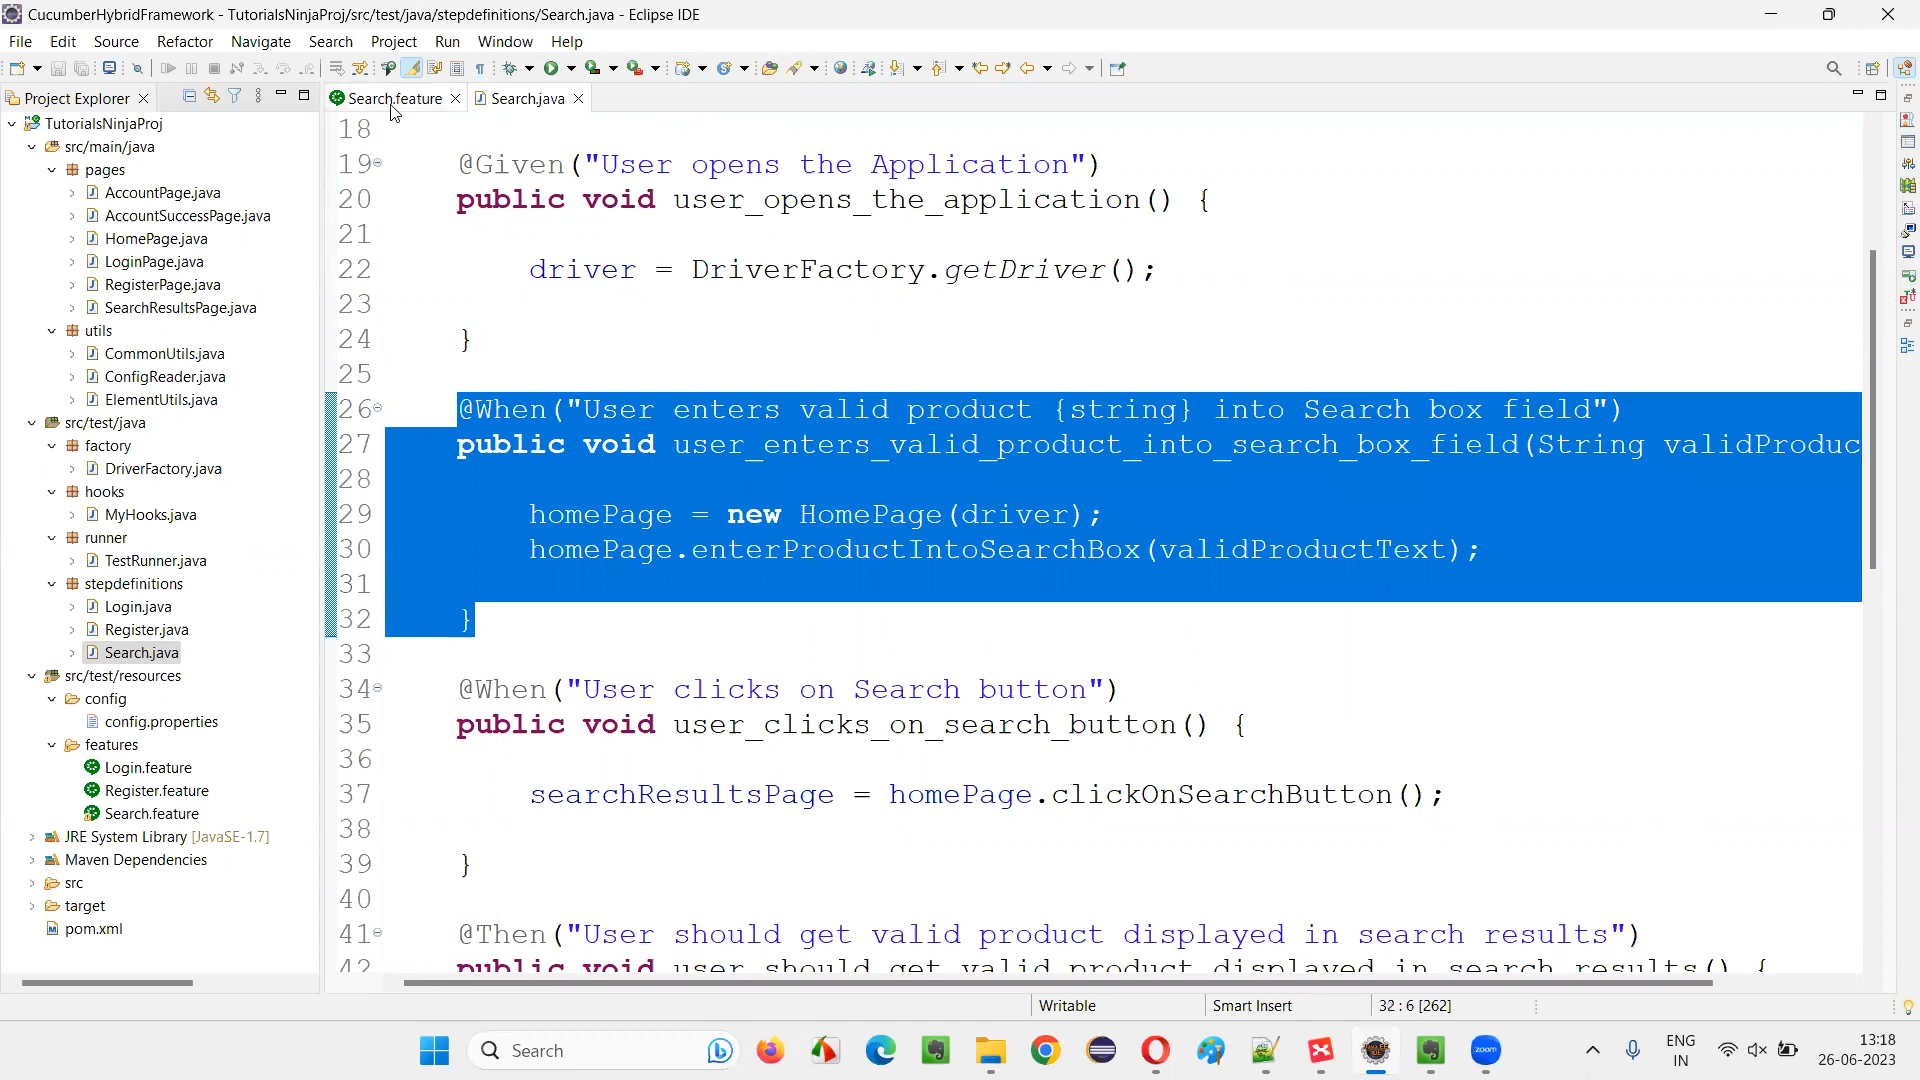 CucumberHybridFramework - TutorialsNinjaProj/src/test/java/stepdefinitions/Search.java - Eclipse IDE
File Edit Source Refactor Navigate Search Project Run Window Help
Project Explorer
Search.feature Search.java
TutorialsNinjaProj
src/main/java
pages
AccountPage.java
AccountSuccessPage.java
HomePage.java
LoginPage.java
RegisterPage.java
SearchResultsPage.java
utils
CommonUtils.java
ConfigReader.java
ElementUtils.java
src/test/java
factory
DriverFactory.java
hooks
MyHooks.java
runner
TestRunner.java
stepdefinitions
Login.java
Register.java
Search.java
src/test/resources
config
config.properties
features
Login.feature
Register.feature
Search.feature
JRE System Library [JavaSE-1.7]
Maven Dependencies
src
target
pom.xml
18
19 @Given("User opens the Application")
20 public void user_opens_the_application() {
21
22 driver = DriverFactory.getDriver();
23
24 }
25
26 @When("User enters valid product {string} into Search box field")
27 public void user_enters_valid_product_into_search_box_field(String validProduc
28
29 homePage = new HomePage(driver);
30 homePage.enterProductIntoSearchBox(validProductText);
31
32 }
33
34 @When("User clicks on Search button")
35 public void user_clicks_on_search_button() {
36
37 searchResultsPage = homePage.clickOnSearchButton();
38
39 }
40
41 @Then("User should get valid product displayed in search results")
42 public void user_should_get_valid_product_displayed_in_search_results() {
Writable Smart Insert 32 : 6 [262]
Search
zoom
ENG
IN
13:18
26-06-2023